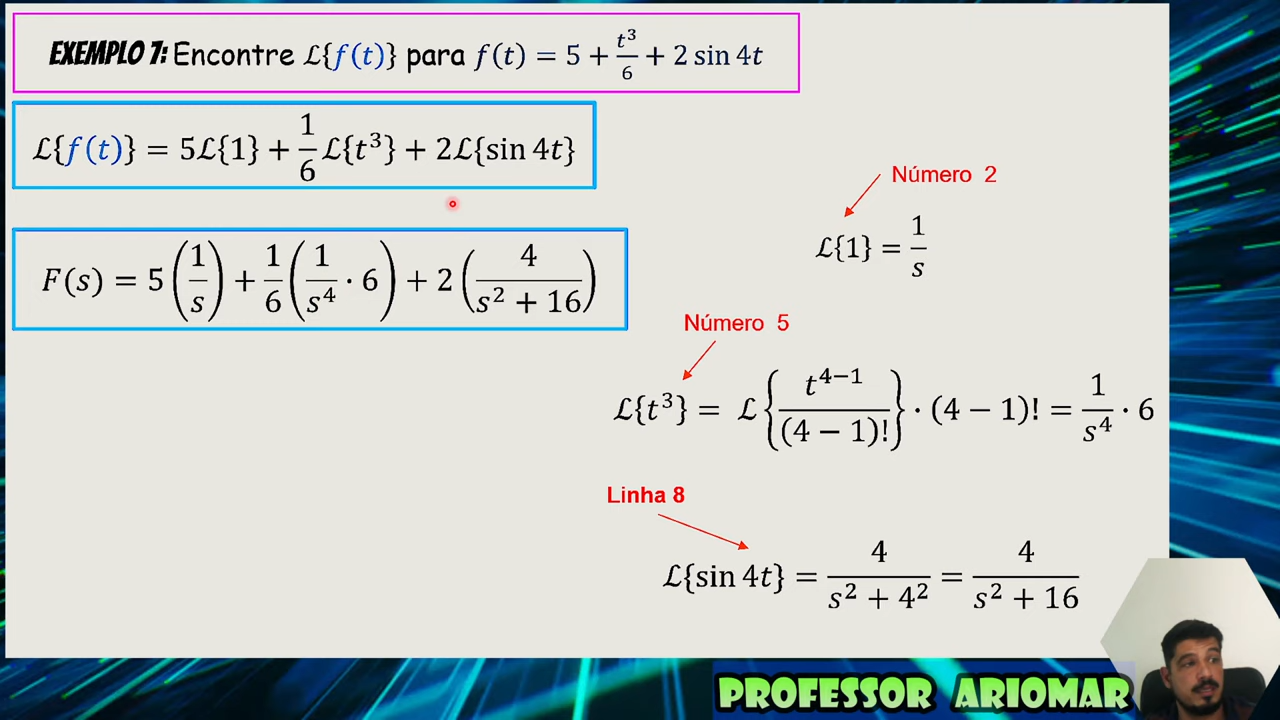 EXEMPLO 7: Encontre ℒ{f(t)} para f(t) = 5 + t³/6 + 2 sin 4t
ℒ{f(t)} = 5ℒ{1} + 1/6 ℒ{t³} + 2ℒ{sin 4t}
Número 2
ℒ{1} = 1/s
F(s) = 5(1/s) + 1/6(1/s⁴ · 6) + 2(4/(s² + 16))
Número 5
ℒ{t³} = ℒ{t⁴⁻¹/(4 − 1)!} · (4 − 1)! = 1/s⁴ · 6
Linha 8
ℒ{sin 4t} = 4/(s² + 4²) = 4/(s² + 16)
PROFESSOR ARIOMAR